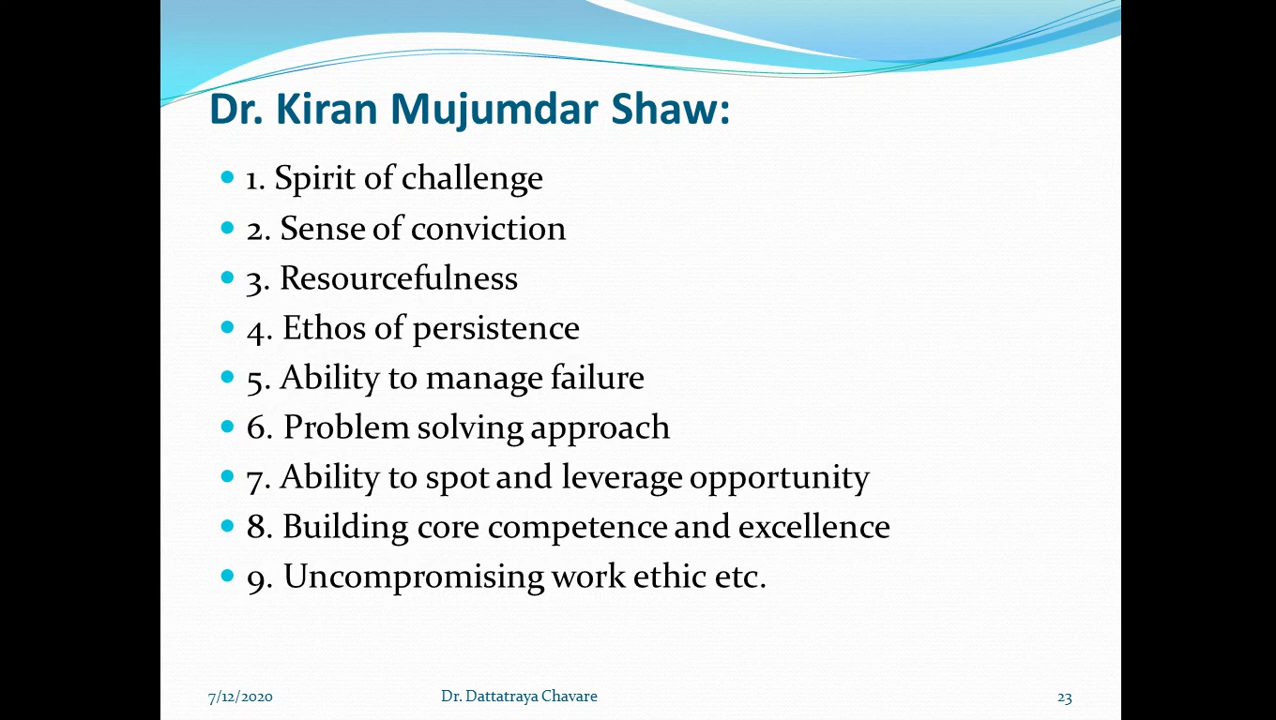 Dr. Kiran Mujumdar Shaw:
1. Spirit of challenge
2. Sense of conviction
3. Resourcefulness
4. Ethos of persistence
5. Ability to manage failure
6. Problem solving approach
7. Ability to spot and leverage opportunity
8. Building core competence and excellence
9. Uncompromising work ethic etc.
7/12/2020 Dr. Dattatraya Chavare 23